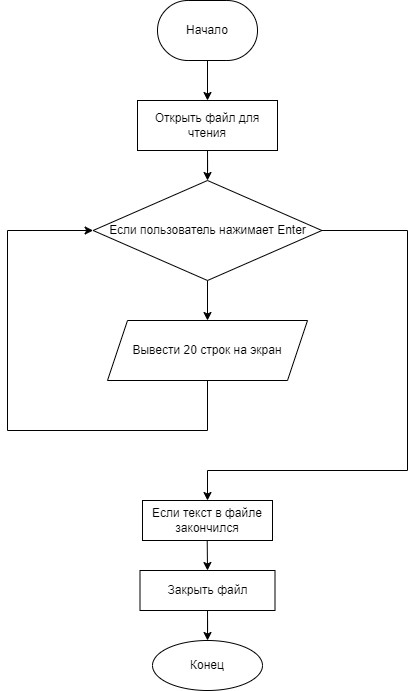 Начало
Открыть файл для
чтения
Если пользователь нажимает Enter
Вывести 20 строк на экран
Если текст в файле
закончился
Закрыть файл
Конец